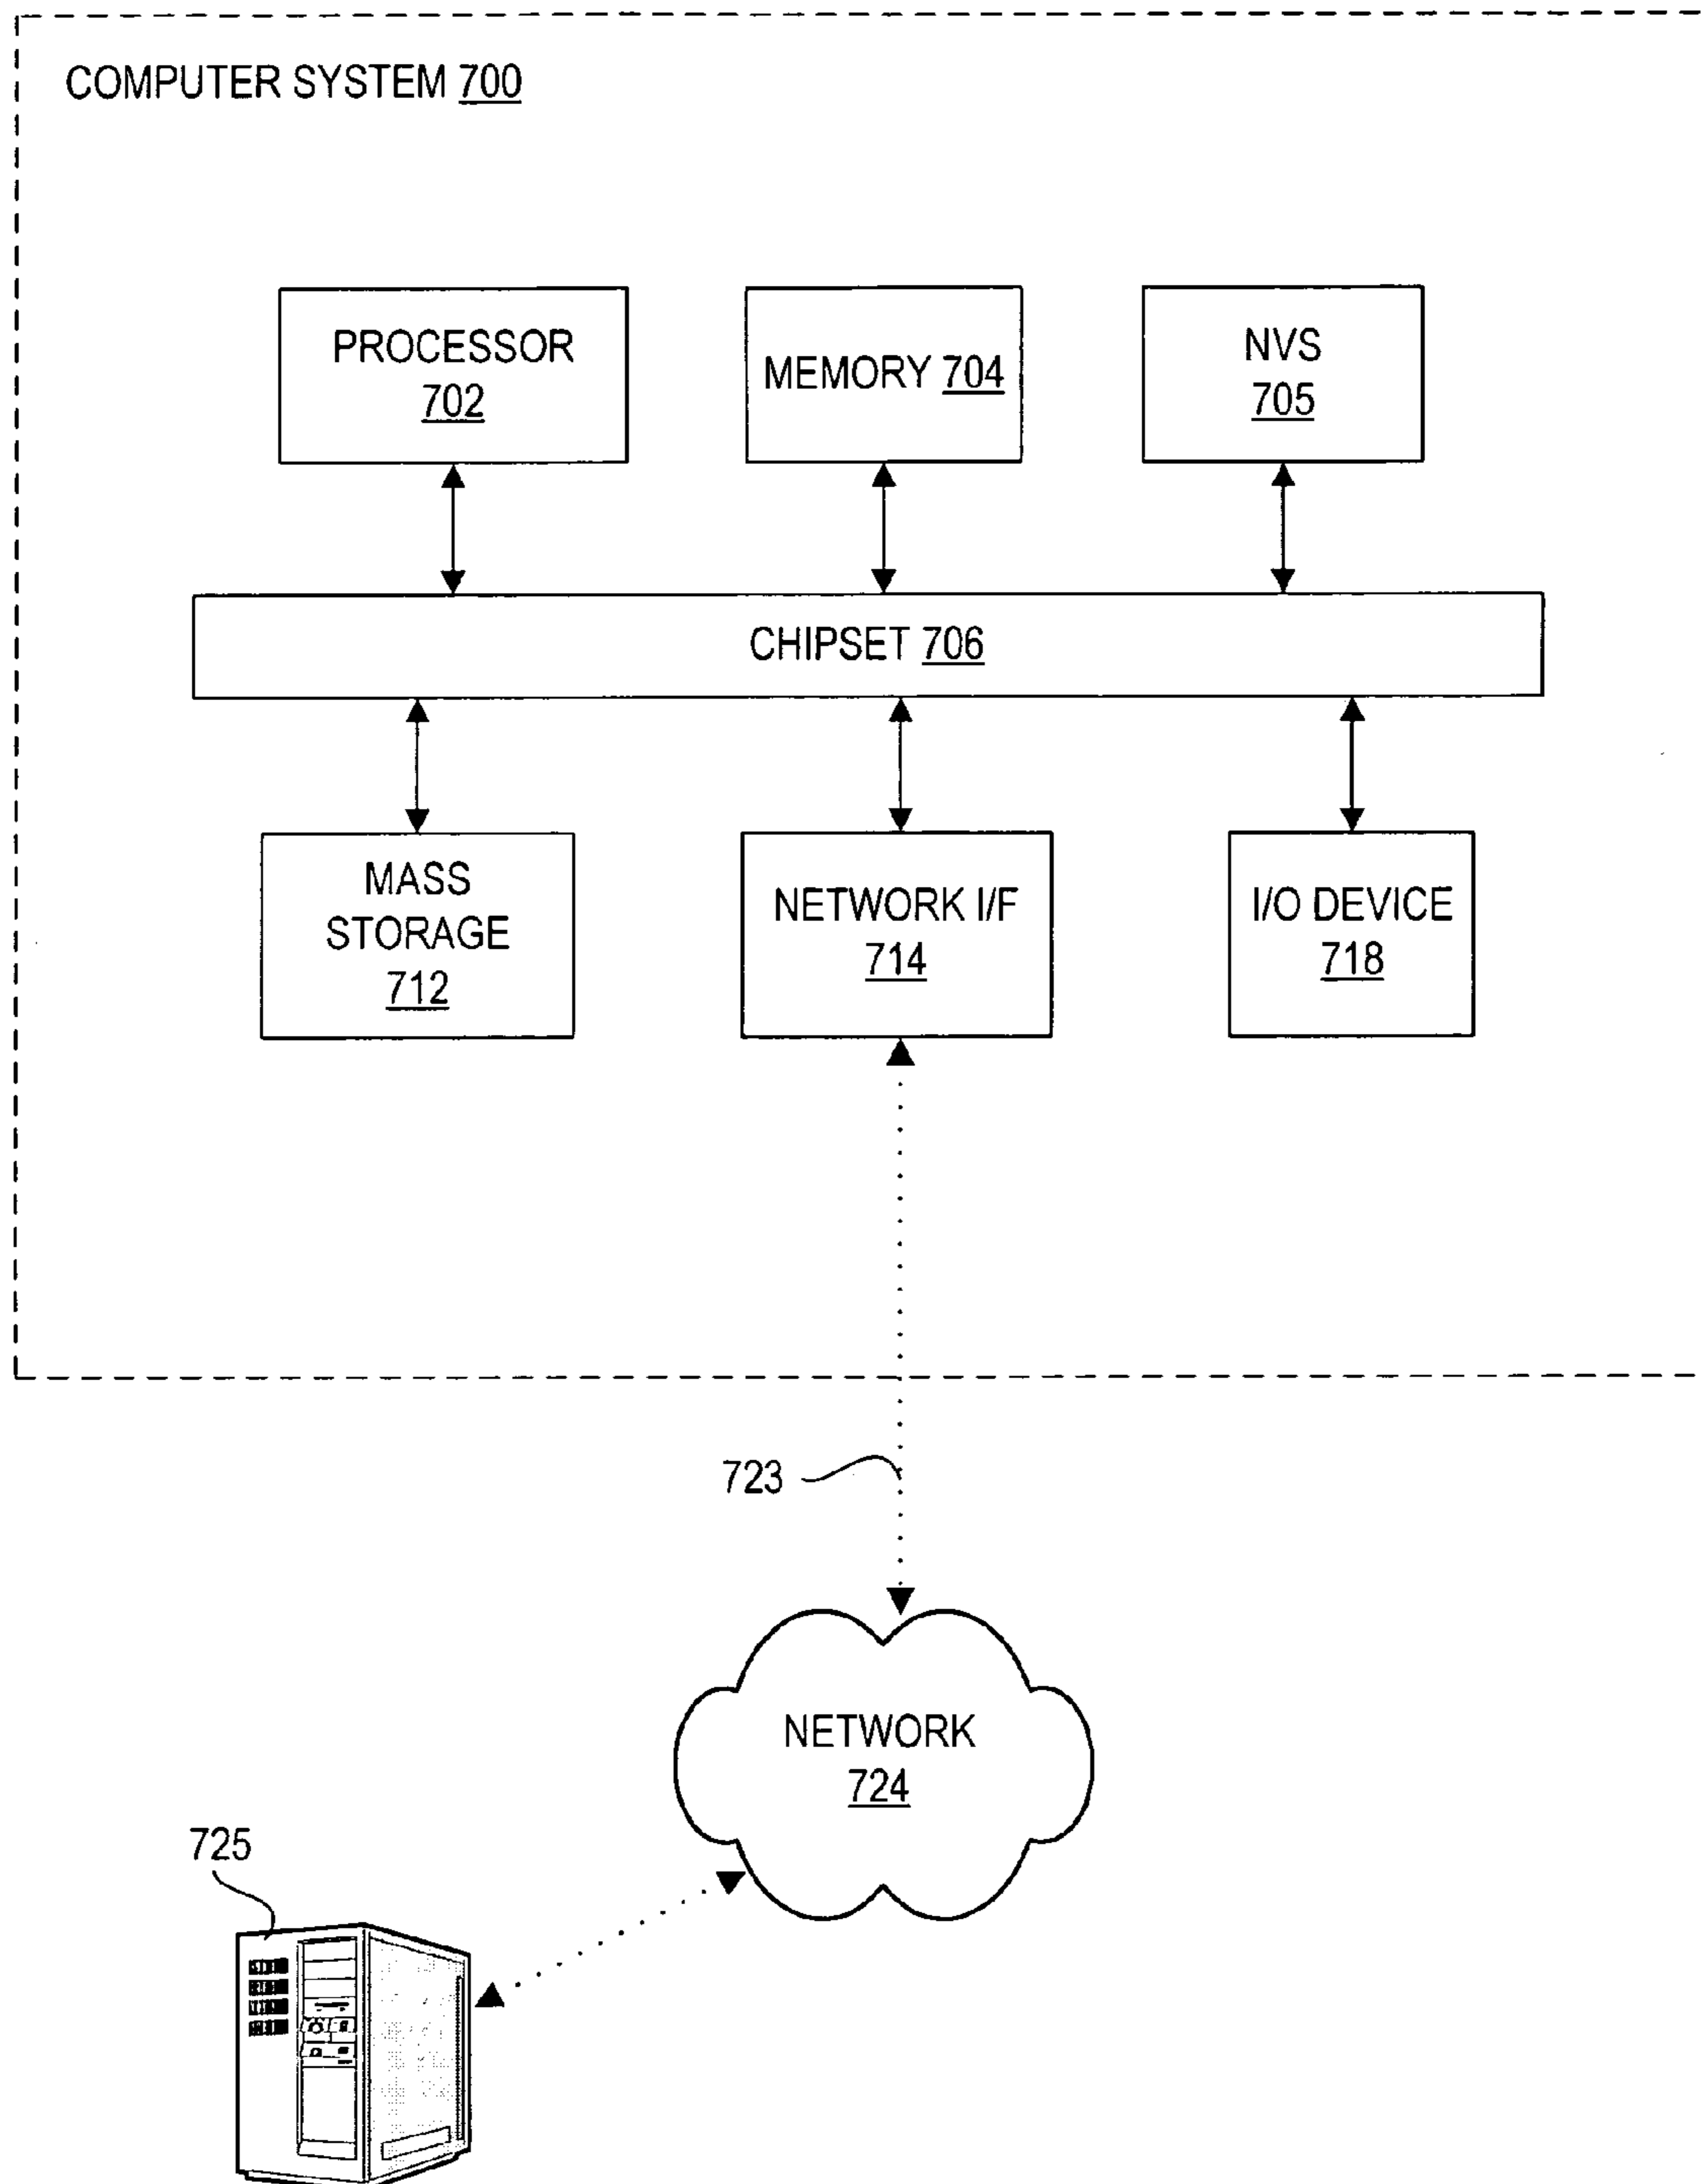 COMPUTER SYSTEM 700
PROCESSOR
702
MEMORY 704
NVS
705
CHIPSET 706
MASS
STORAGE
712
NETWORK I/F
714
I/O DEVICE
718
723
NETWORK
724
725